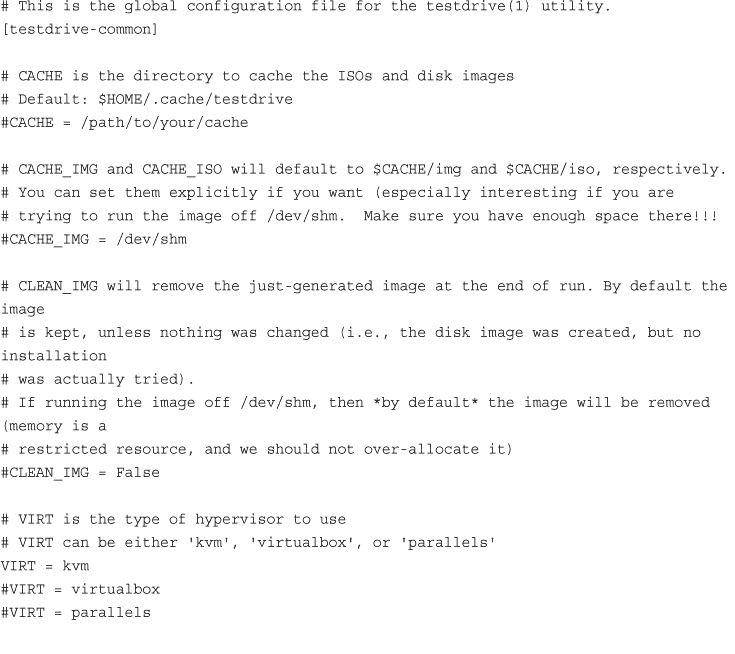 # This is the global configuration file for the testdrive(1) utility.
[testdrive-common]

# CACHE is the directory to cache the ISOs and disk images
# Default: $HOME/.cache/testdrive
#CACHE = /path/to/your/cache

# CACHE_IMG and CACHE_ISO will default to $CACHE/img and $CACHE/iso, respectively.
# You can set them explicitly if you want (especially interesting if you are
# trying to run the image off /dev/shm.  Make sure you have enough space there!!!
#CACHE_IMG = /dev/shm

# CLEAN_IMG will remove the just-generated image at the end of run. By default the
image
# is kept, unless nothing was changed (i.e., the disk image was created, but no
installation
# was actually tried).
# If running the image off /dev/shm, then *by default* the image will be removed
(memory is a
# restricted resource, and we should not over-allocate it)
#CLEAN_IMG = False

# VIRT is the type of hypervisor to use
# VIRT can be either 'kvm', 'virtualbox', or 'parallels'
VIRT = kvm
#VIRT = virtualbox
#VIRT = parallels